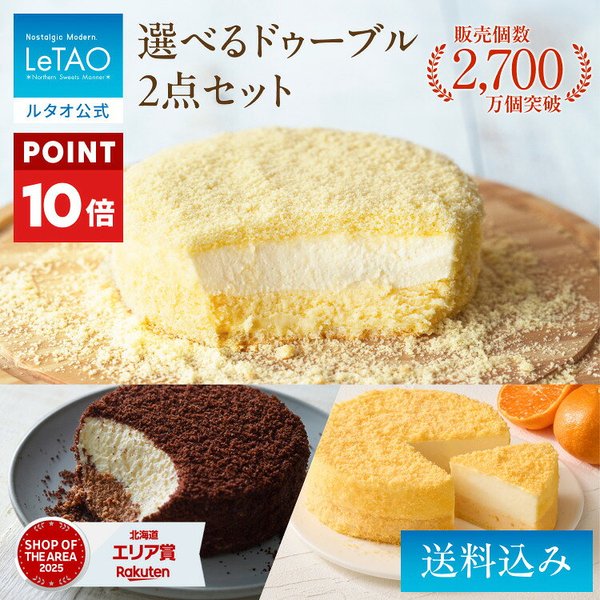 Nostalgic Modern.
LeTAO
*Northern Sweets Manner*
ルタオ公式
選べるドゥーブル
2点セット
販売個数
2,700
万個突破
POINT
10倍
SHOP OF
THE AREA
2025
北海道
エリア賞
Rakuten
送料込み